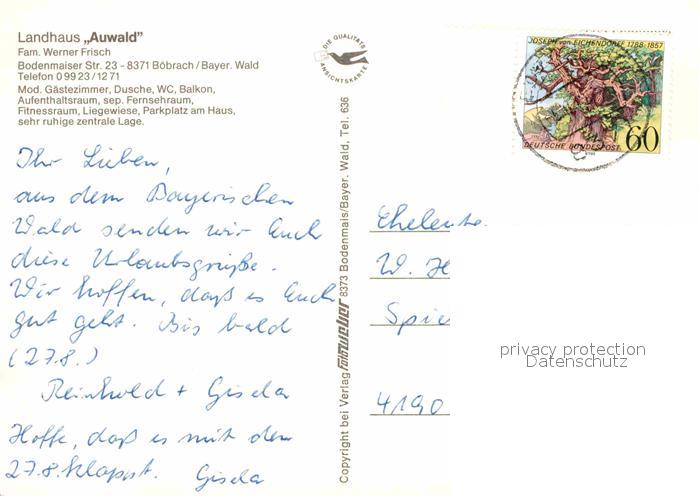 Landhaus „Auwald"
Fam. Werner Frisch
Bodenmaiser Str. 23 - 8371 Böbrach / Bayer. Wald
Telefon 0 99 23 / 12 71
Mod. Gästezimmer, Dusche, WC, Balkon,
Aufenthaltsraum, sep. Fernsehraum,
Fitnessraum, Liegewiese, Parkplatz am Haus,
sehr ruhige zentrale Lage.
DIE QUALITÄTS
ANSICHTSKARTE
JOSEPH von EICHENDORFF 1788-1857
DEUTSCHE BUNDESPOST 60
Ihr Lieben,
aus dem Bayerischen
Wald senden wir Euch
diese Urlaubsgrüße.
Wir hoffen, daß es Euch
gut geht. Bis bald
(27.8.)
Reinhold + Gisela
Hoffe, daß es mit dem
27.8. klappt. Gisela
Copyright bei Verlag foto weber 8373 Bodenmais/Bayer. Wald, Tel. 636
Eheleute
W. H
Spie
4190
privacy protection
Datenschutz